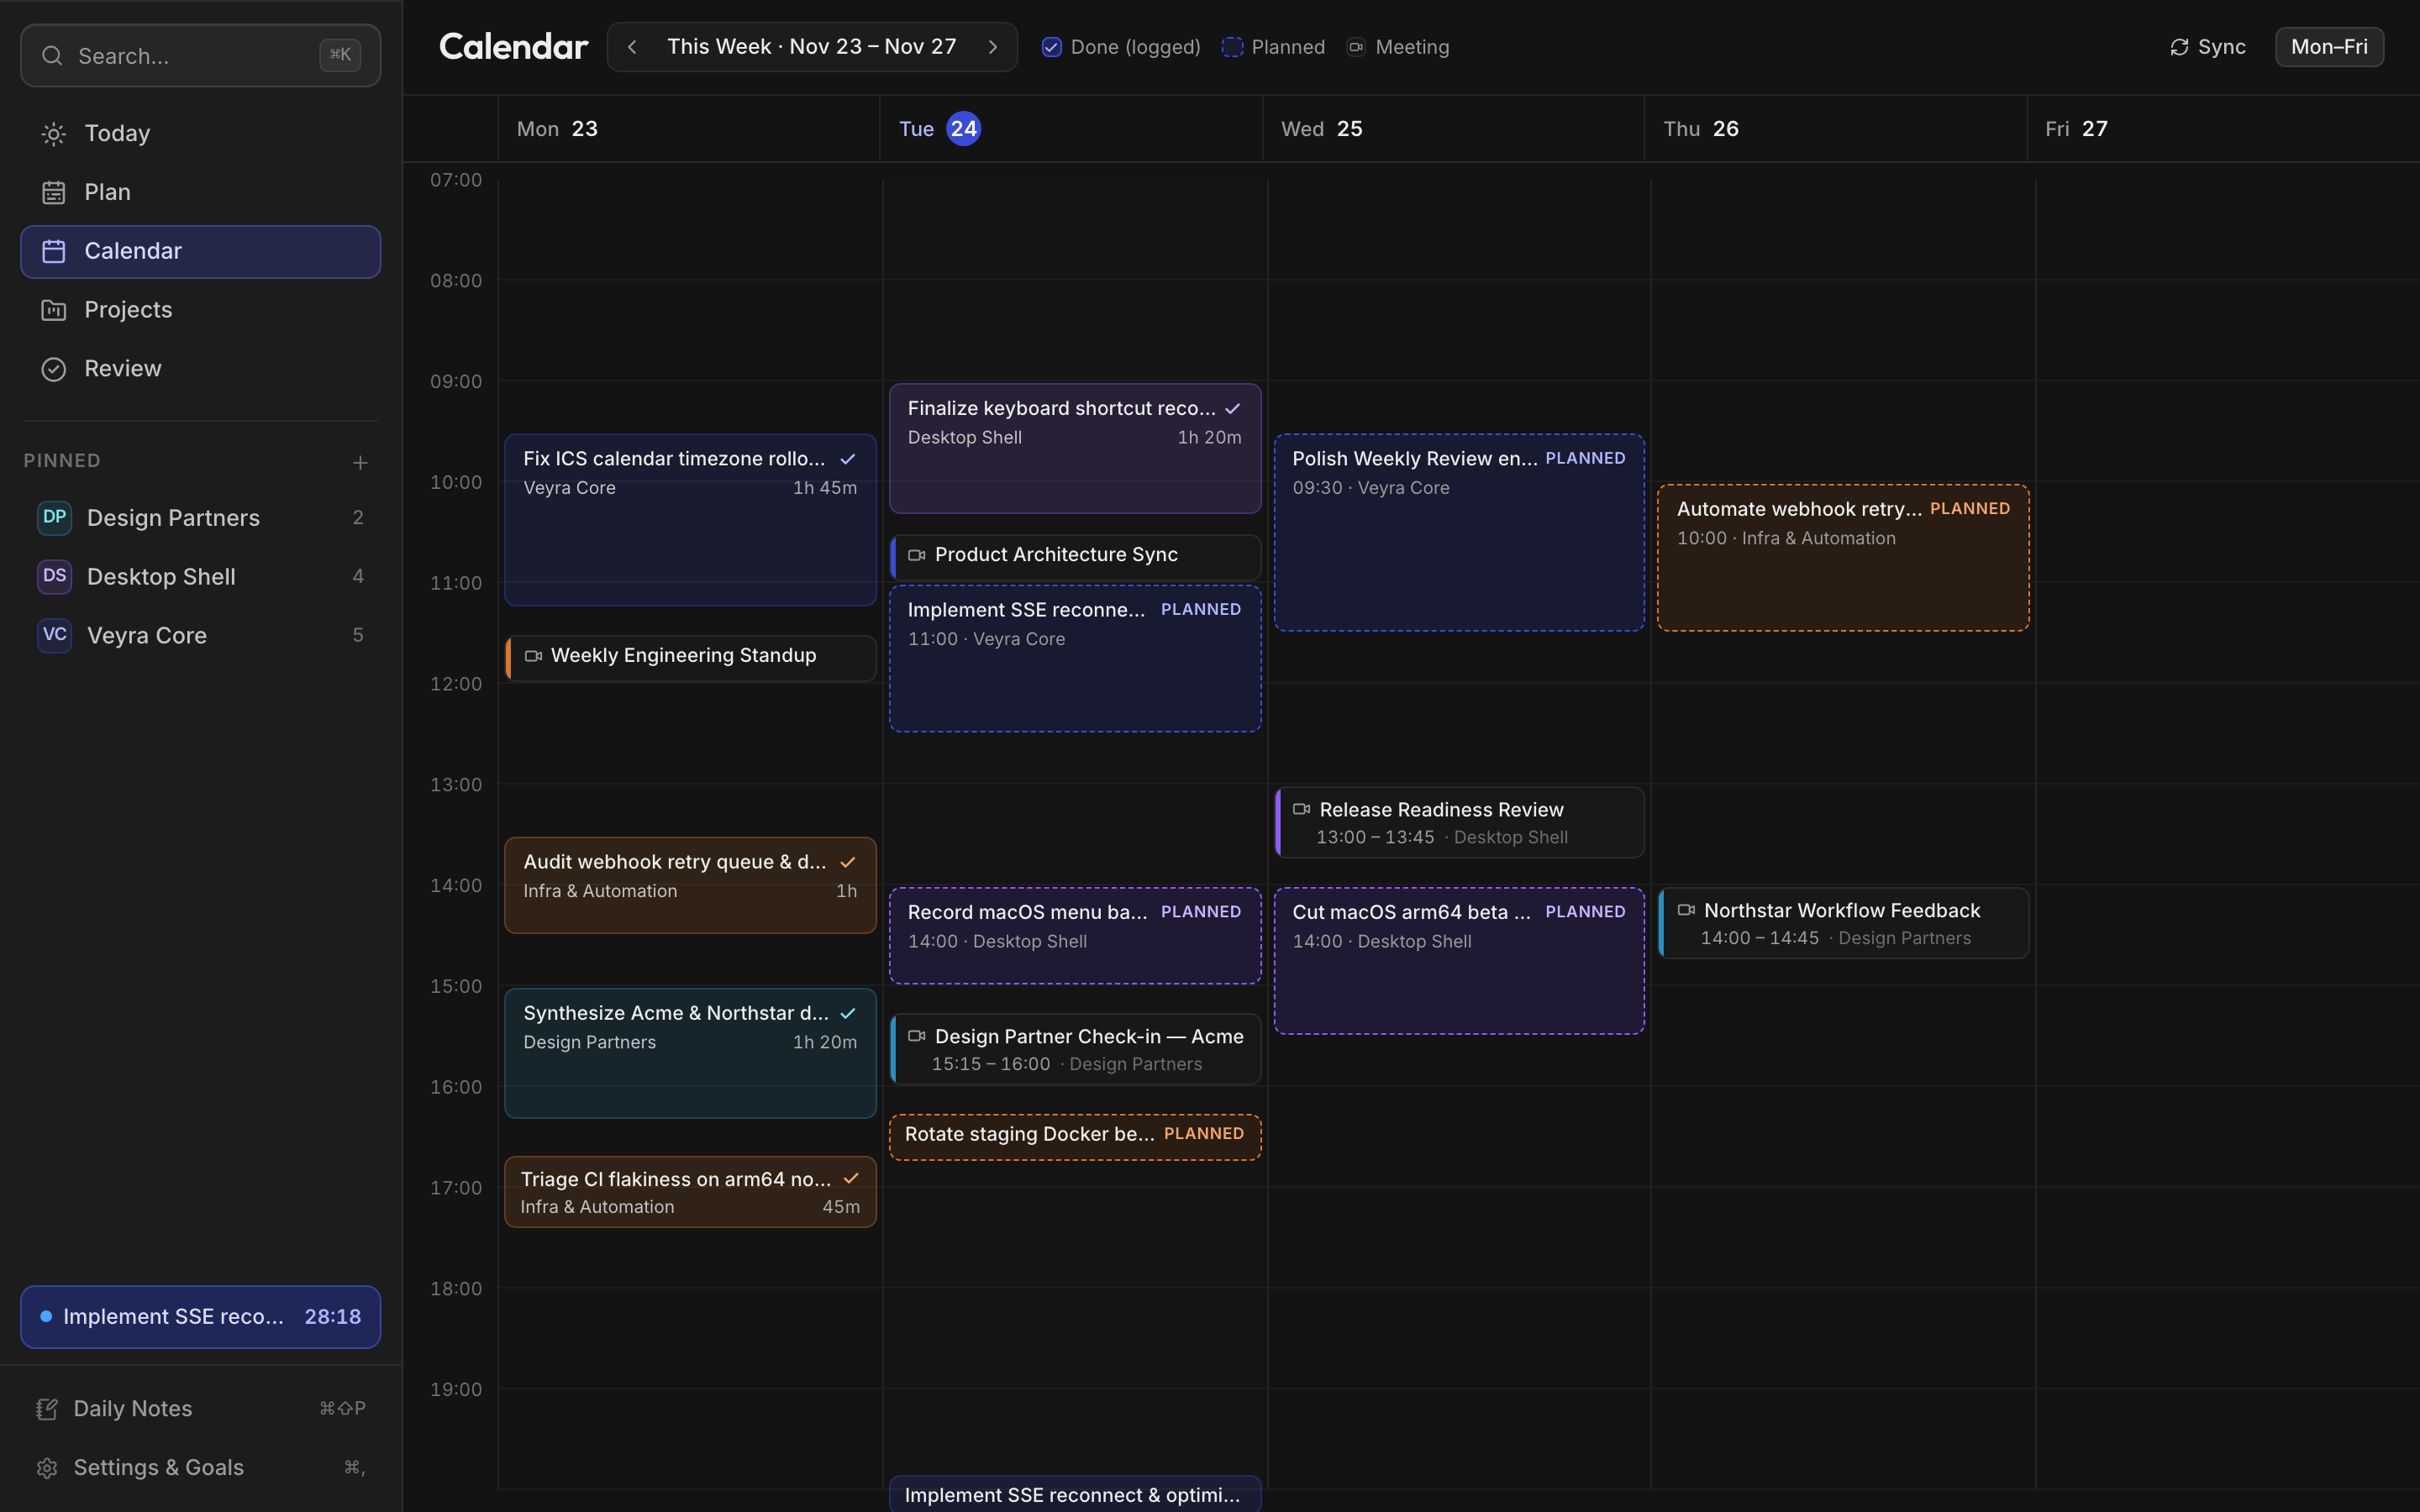 Search...
⌘K
Today
Plan
Calendar
Projects
Review
PINNED
DP Design Partners 2
DS Desktop Shell 4
VC Veyra Core 5
Implement SSE reco... 28:18
Daily Notes ⌘⇧P
Settings & Goals ⌘,
Calendar
This Week · Nov 23 – Nov 27
Done (logged)
Planned
Meeting
Sync
Mon–Fri
Mon 23
Tue 24
Wed 25
Thu 26
Fri 27
07:00
08:00
09:00
10:00
11:00
12:00
13:00
14:00
15:00
16:00
17:00
18:00
19:00
Fix ICS calendar timezone rollo...
Veyra Core 1h 45m
Weekly Engineering Standup
Audit webhook retry queue & d...
Infra & Automation 1h
Synthesize Acme & Northstar d...
Design Partners 1h 20m
Triage CI flakiness on arm64 no...
Infra & Automation 45m
Finalize keyboard shortcut reco...
Desktop Shell 1h 20m
Product Architecture Sync
Implement SSE reconne... PLANNED
11:00 · Veyra Core
Record macOS menu ba... PLANNED
14:00 · Desktop Shell
Design Partner Check-in — Acme
15:15 – 16:00 · Design Partners
Rotate staging Docker be... PLANNED
Implement SSE reconnect & optimi...
Polish Weekly Review en... PLANNED
09:30 · Veyra Core
Release Readiness Review
13:00 – 13:45 · Desktop Shell
Cut macOS arm64 beta ... PLANNED
14:00 · Desktop Shell
Automate webhook retry... PLANNED
10:00 · Infra & Automation
Northstar Workflow Feedback
14:00 – 14:45 · Design Partners